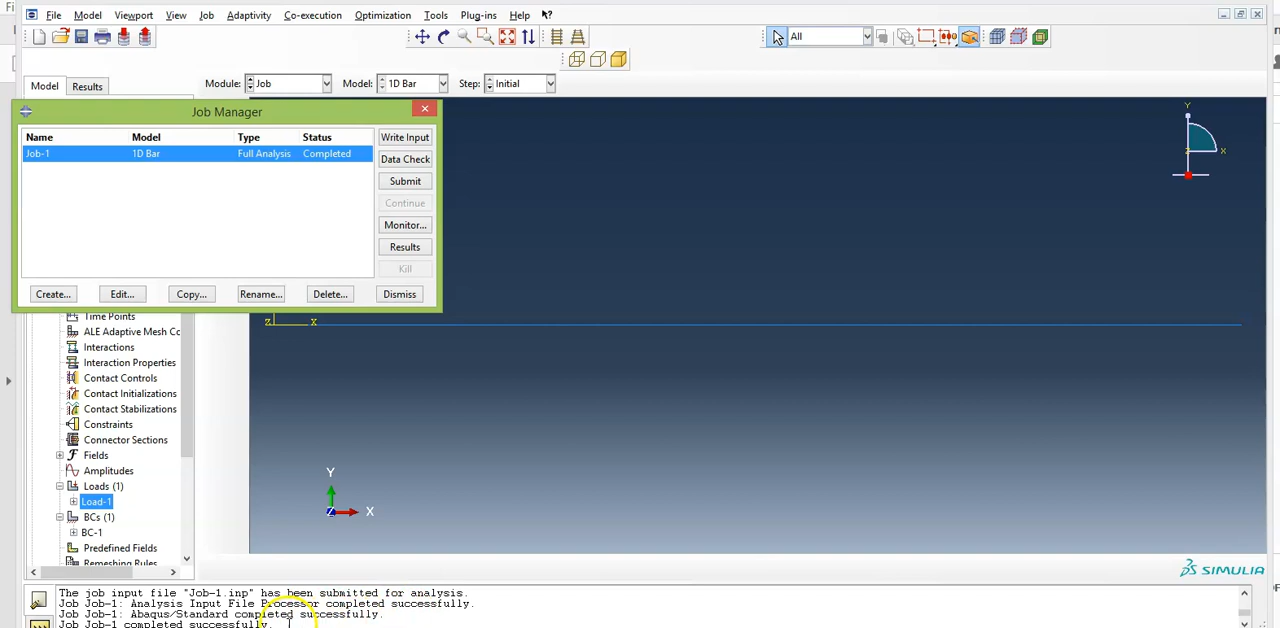 File Model Viewport View Job Adaptivity Co-execution Optimization Tools Plug-ins Help
All
Model Results Module: Job Model: 1D Bar Step: Initial
Job Manager
Name Model Type Status
Job-1 1D Bar Full Analysis Completed
Write Input
Data Check
Submit
Continue
Monitor...
Results
Kill
Create... Edit... Copy... Rename... Delete... Dismiss
Time Points
ALE Adaptive Mesh Co
Interactions
Interaction Properties
Contact Controls
Contact Initializations
Contact Stabilizations
Constraints
Connector Sections
Fields
Amplitudes
Loads (1)
Load-1
BCs (1)
BC-1
Predefined Fields
Remeshing Rules
Y
Z X
Z X
Y
Z X
SIMULIA
The job input file "Job-1.inp" has been submitted for analysis.
Job Job-1: Analysis Input File Processor completed successfully.
Job Job-1: Abaqus/Standard completed successfully.
Job Job-1 completed successfully.